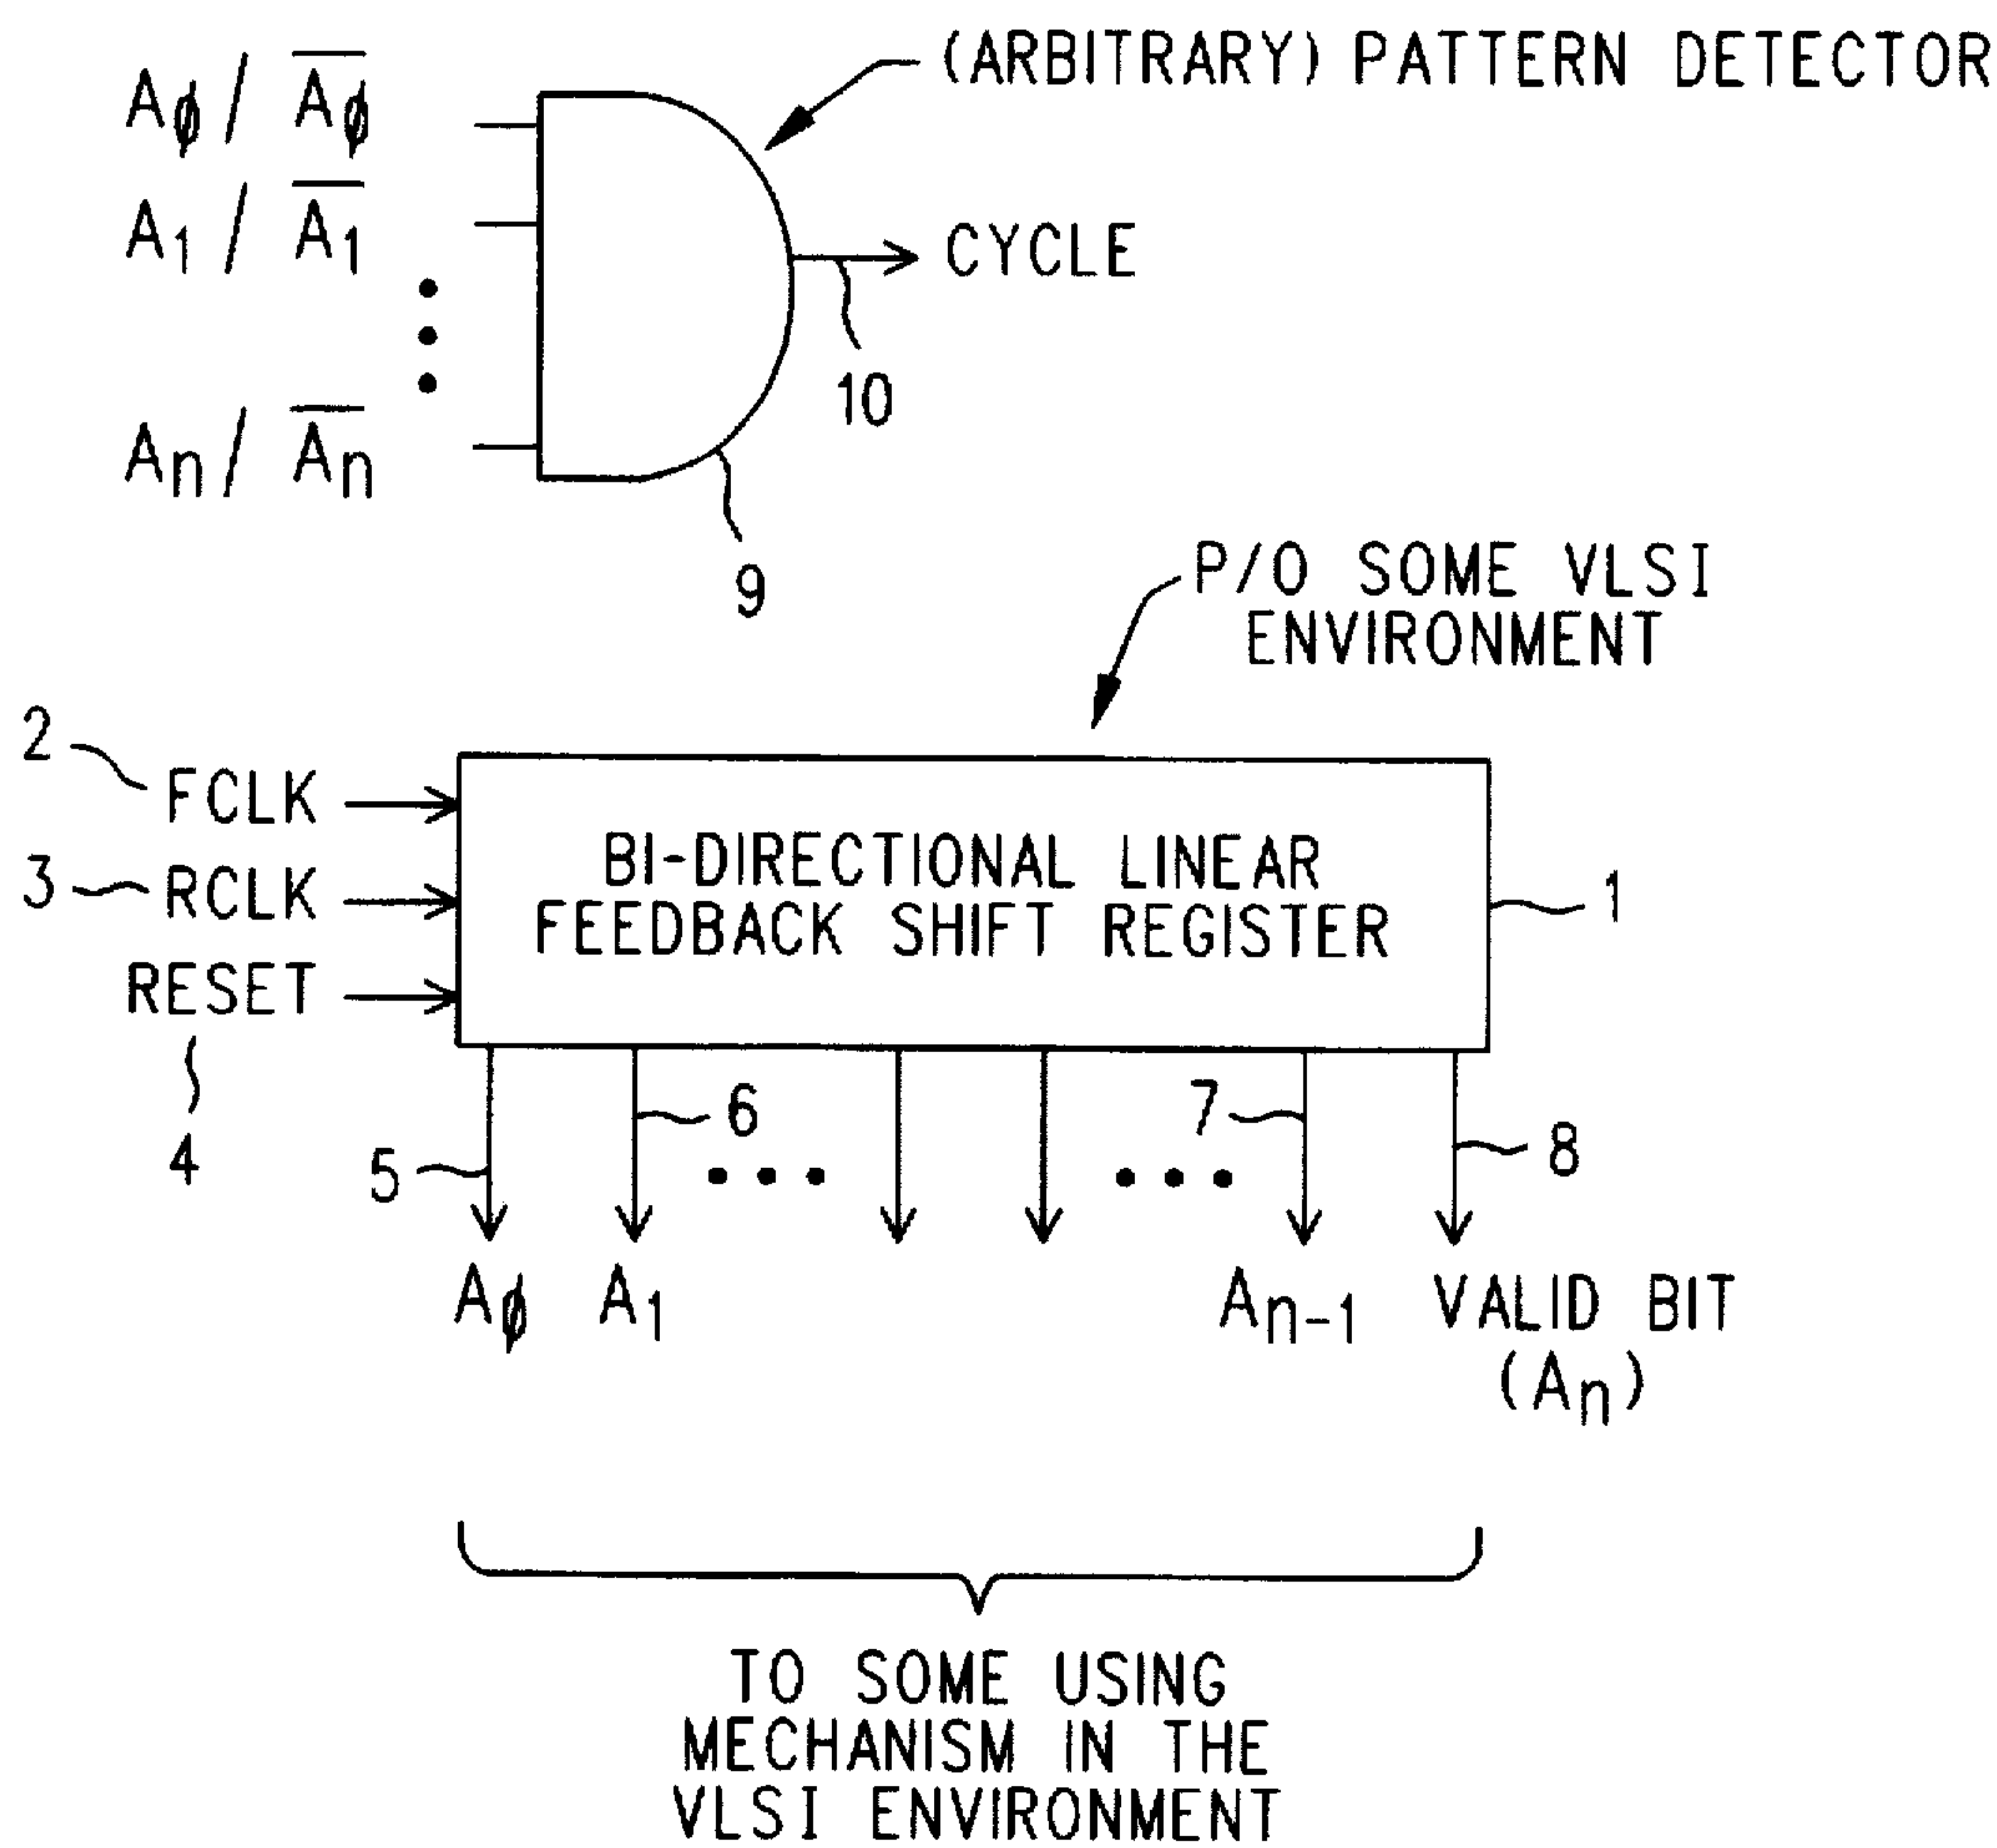 (ARBITRARY) PATTERN DETECTOR
Aϕ / A̅ϕ̅
A1 / A̅1̅
An / A̅n̅
CYCLE
10
9
P/O SOME VLSI
ENVIRONMENT
2
FCLK
3
RCLK
RESET
4
BI-DIRECTIONAL LINEAR
FEEDBACK SHIFT REGISTER
1
5
6
7
8
Aϕ
A1
An-1
VALID BIT
(An)
TO SOME USING
MECHANISM IN THE
VLSI ENVIRONMENT